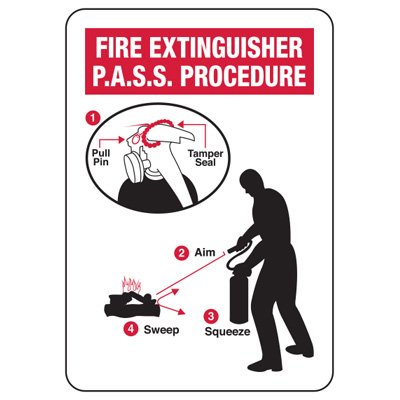 FIRE EXTINGUISHER
P.A.S.S. PROCEDURE
1
Pull
Pin
Tamper
Seal
2 Aim
3
Squeeze
4 Sweep